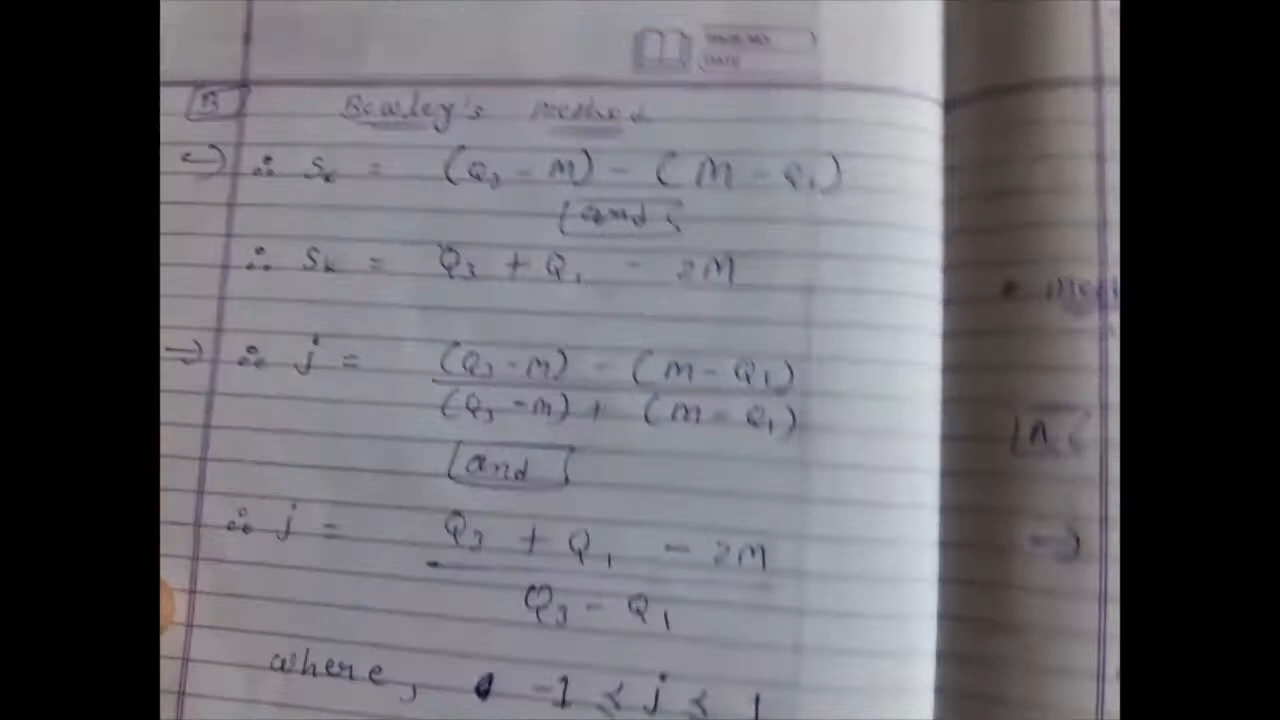 B Bowley's method
→ ∴ Sk = (Q3 - M) - (M - Q1)
and
∴ Sk = Q3 + Q1 - 2M
→ ∴ j = (Q3 - M) - (M - Q1)
(Q3 - M) + (M - Q1)
and
∴ j = Q3 + Q1 - 2M
Q3 - Q1
where, -1 ≤ j ≤ 1
A
→